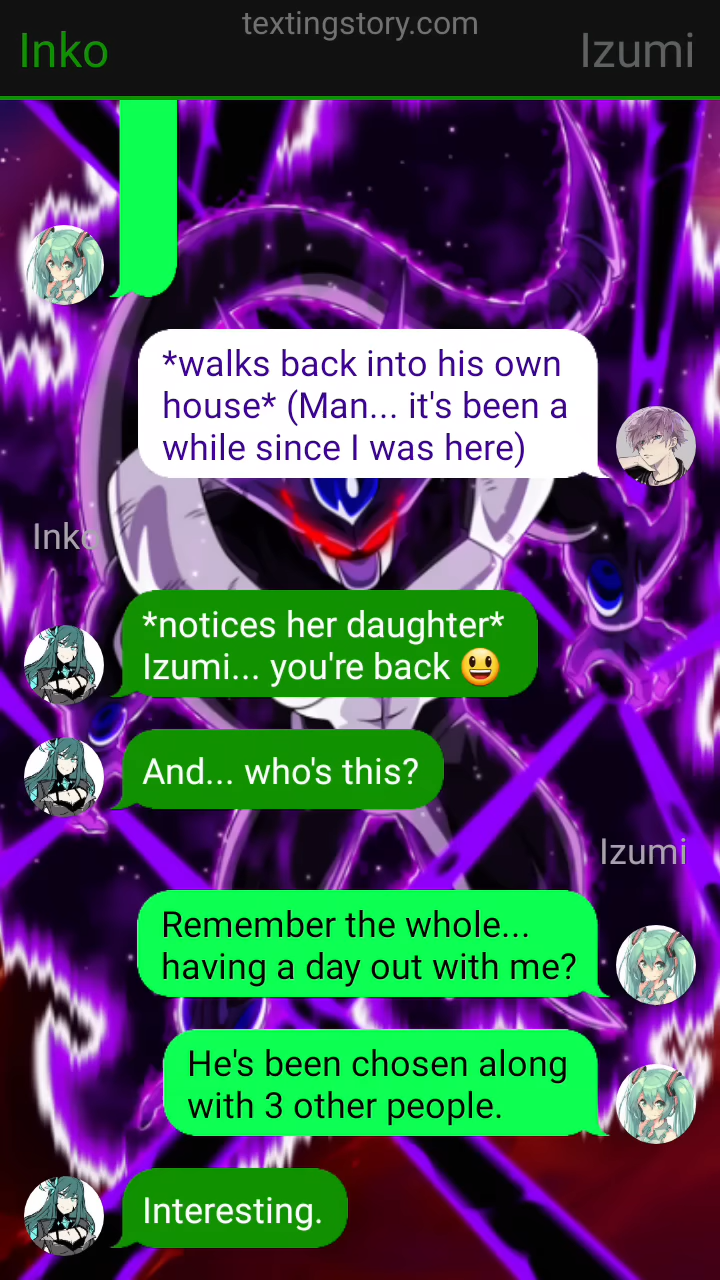 textingstory.com
Inko
Izumi
*walks back into his own
house* (Man... it's been a
while since I was here)
Inko
*notices her daughter*
Izumi... you're back 😃
And... who's this?
Izumi
Remember the whole...
having a day out with me?
He's been chosen along
with 3 other people.
Interesting.